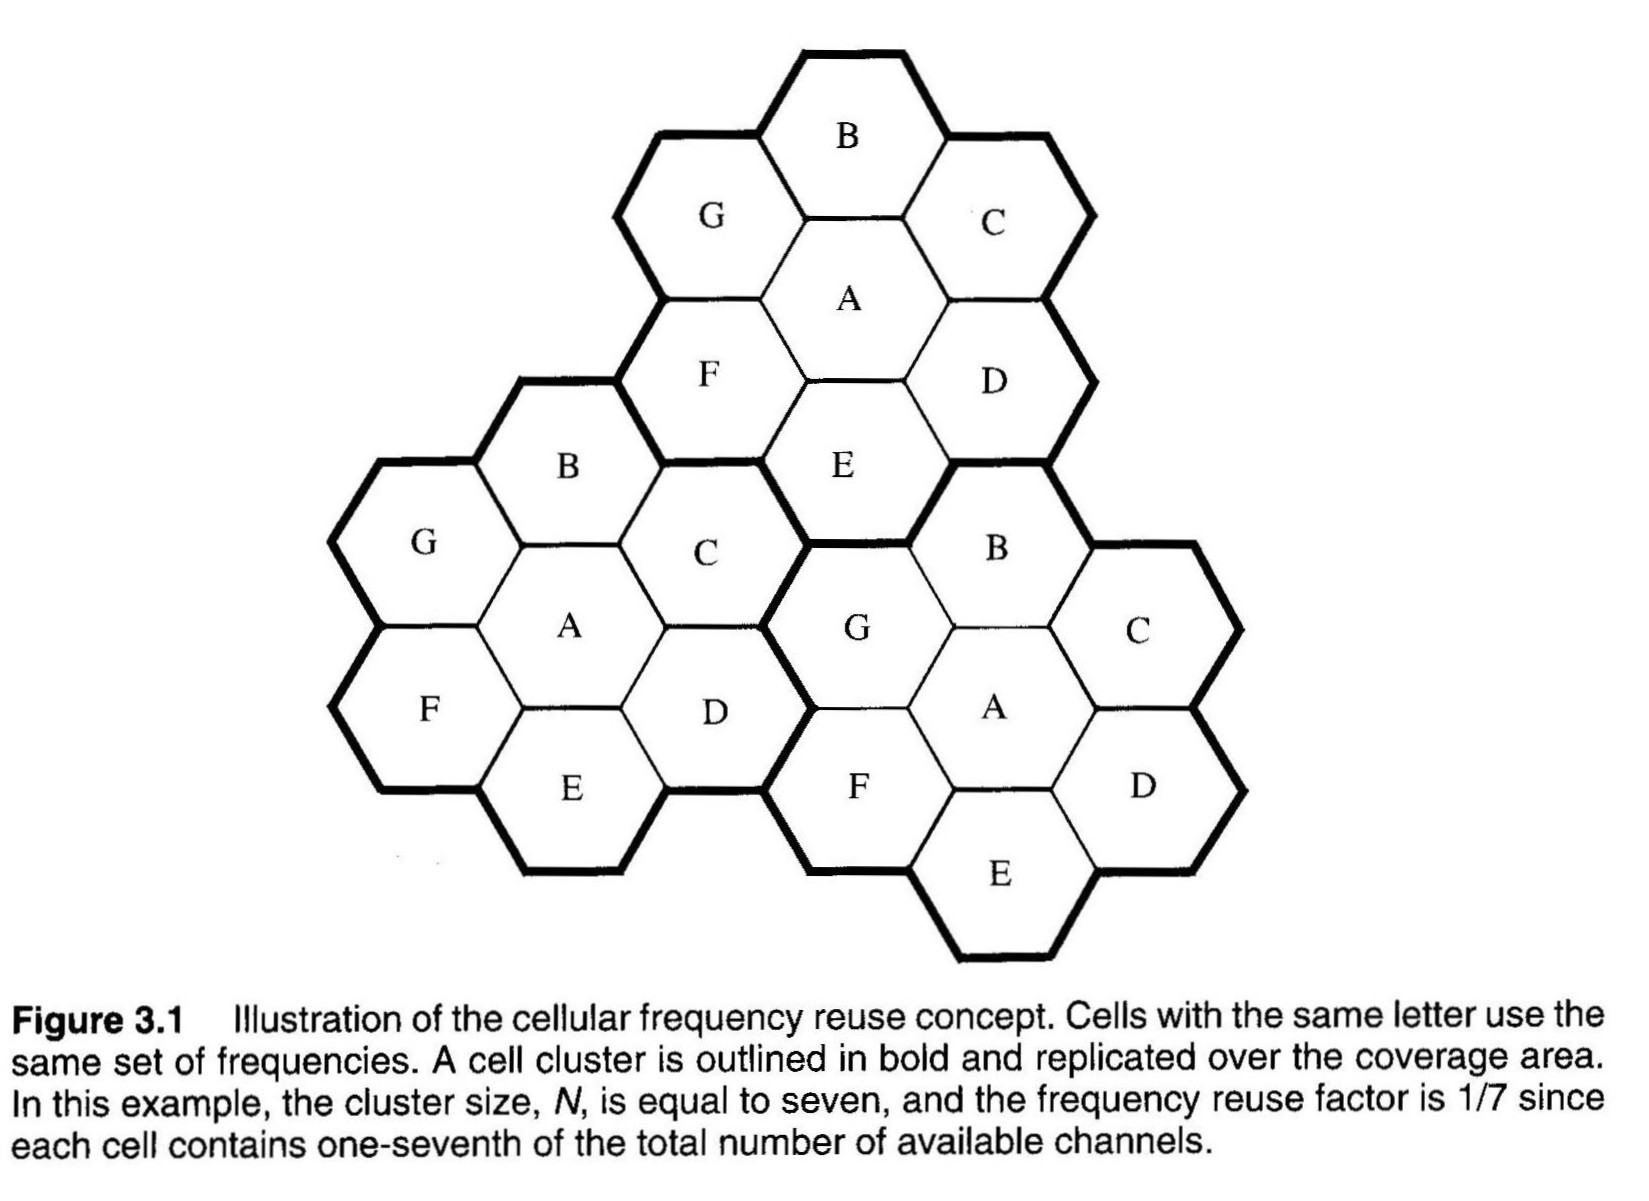 B
G
C
A
F
D
B
E
G
C
B
A
G
C
F
D
A
E
F
D
E
Figure 3.1 Illustration of the cellular frequency reuse concept. Cells with the same letter use the
same set of frequencies. A cell cluster is outlined in bold and replicated over the coverage area.
In this example, the cluster size, N, is equal to seven, and the frequency reuse factor is 1/7 since
each cell contains one-seventh of the total number of available channels.